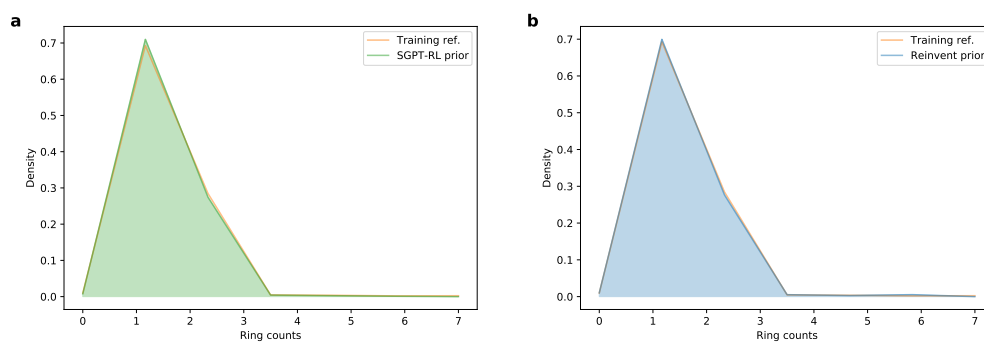 a
Training ref.
SGPT-RL prior
0.7
0.6
0.5
0.4
0.3
0.2
0.1
0.0
Density
0 1 2 3 4 5 6 7
Ring counts
b
Training ref.
Reinvent prior
0.7
0.6
0.5
0.4
0.3
0.2
0.1
0.0
Density
0 1 2 3 4 5 6 7
Ring counts